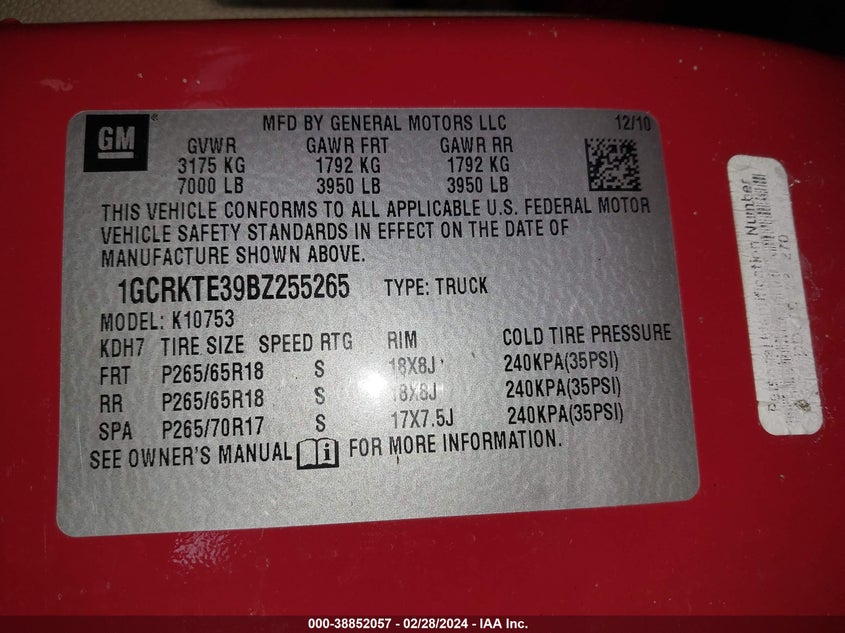 GM ®
MFD BY GENERAL MOTORS LLC 12/10
GVWR GAWR FRT GAWR RR
3175 KG 1792 KG 1792 KG
7000 LB 3950 LB 3950 LB
THIS VEHICLE CONFORMS TO ALL APPLICABLE U.S. FEDERAL MOTOR
VEHICLE SAFETY STANDARDS IN EFFECT ON THE DATE OF
MANUFACTURE SHOWN ABOVE.
1GCRKTE39BZ255265 TYPE: TRUCK
MODEL: K10753
KDH7 TIRE SIZE SPEED RTG RIM COLD TIRE PRESSURE
FRT P265/65R18 S 18X8J 240KPA(35PSI)
RR P265/65R18 S 18X8J 240KPA(35PSI)
SPA P265/70R17 S 17X7.5J 240KPA(35PSI)
SEE OWNER'S MANUAL i FOR MORE INFORMATION.
Number
270
000-38852057 - 02/28/2024 - IAA Inc.